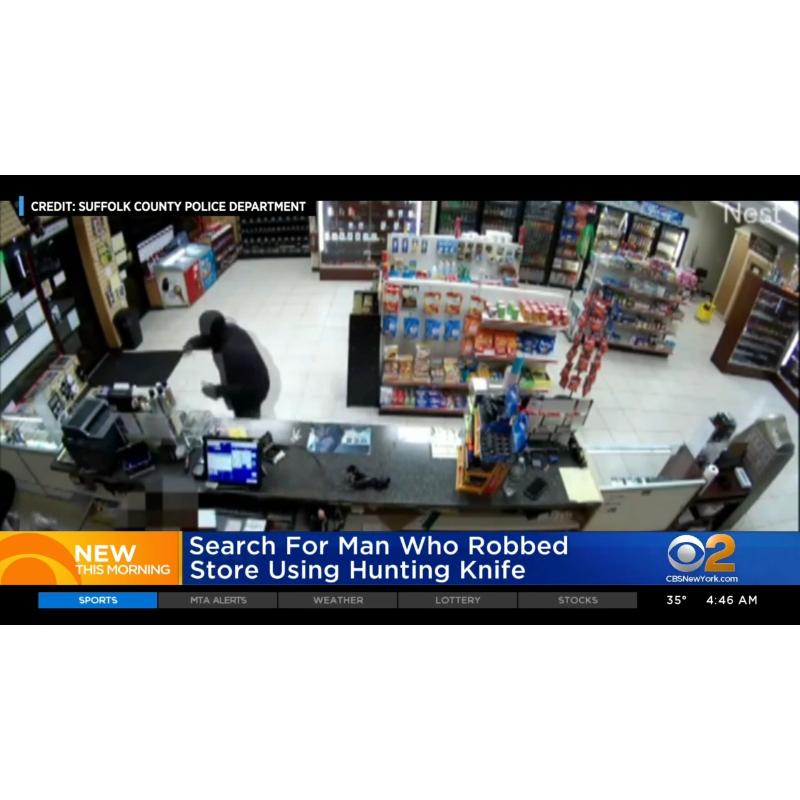 CREDIT: SUFFOLK COUNTY POLICE DEPARTMENT
Nest
NEW
THIS MORNING
Search For Man Who Robbed
Store Using Hunting Knife
2
CBSNewYork.com
SPORTS MTA ALERTS WEATHER LOTTERY STOCKS 35° 4:46 AM